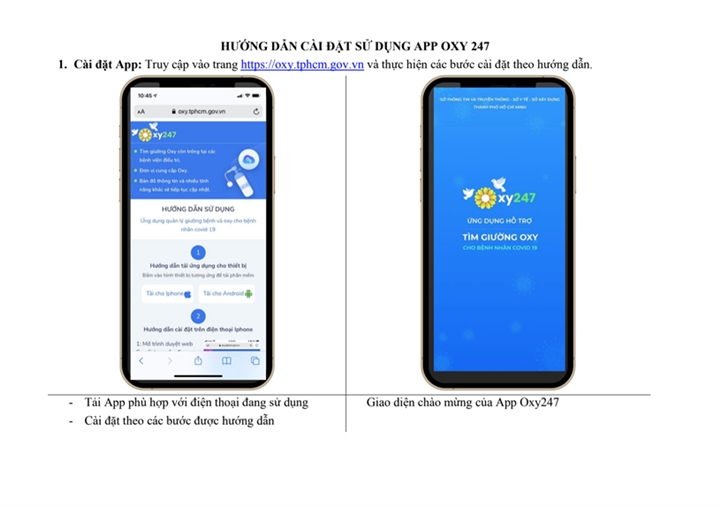 HƯỚNG DẪN CÀI ĐẶT SỬ DỤNG APP OXY 247
1. Cài đặt App: Truy cập vào trang https://oxy.tphcm.gov.vn và thực hiện các bước cài đặt theo hướng dẫn.
10:45
AA oxy.tphcm.gov.vn
xy247
Tìm giường Oxy còn trống tại các
bệnh viện điều trị.
Đơn vị cung cấp Oxy
Bản đồ thông tin và nhiều tính
năng khác sẽ tiếp tục cập nhật.
HƯỚNG DẪN SỬ DỤNG
Ứng dụng quản lý giường bệnh và oxy cho bệnh
nhân covid 19
1
Hướng dẫn tải ứng dụng cho thiết bị
Bấm vào hình thiết bị tương ứng để tải phần mềm
Tải cho Iphone Tải cho Android
2
Hướng dẫn cài đặt trên điện thoại Iphone
1: Mở trình duyệt web
SỞ THÔNG TIN VÀ TRUYỀN THÔNG - SỞ Y TẾ - SỞ XÂY DỰNG
THÀNH PHỐ HỒ CHÍ MINH
xy247
ỨNG DỤNG HỖ TRỢ
TÌM GIƯỜNG OXY
CHO BỆNH NHÂN COVID 19
- Tải App phù hợp với điện thoại đang sử dụng
- Cài đặt theo các bước được hướng dẫn
Giao diện chào mừng của App Oxy247